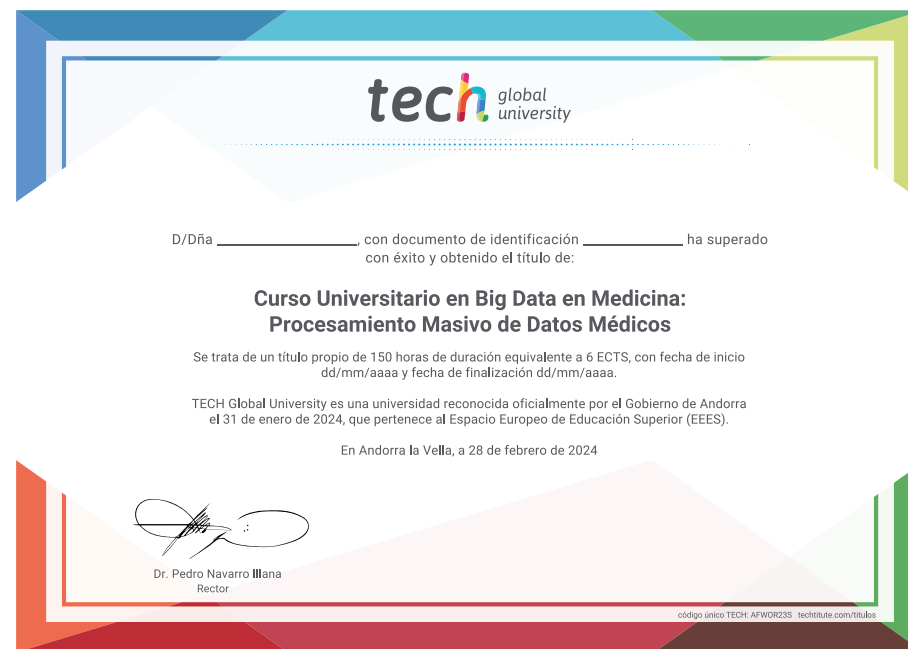 tech global university
D/Dña ________________, con documento de identificación ____________ ha superado
con éxito y obtenido el título de:
Curso Universitario en Big Data en Medicina:
Procesamiento Masivo de Datos Médicos
Se trata de un título propio de 150 horas de duración equivalente a 6 ECTS, con fecha de inicio
dd/mm/aaaa y fecha de finalización dd/mm/aaaa.
TECH Global University es una universidad reconocida oficialmente por el Gobierno de Andorra
el 31 de enero de 2024, que pertenece al Espacio Europeo de Educación Superior (EEES).
En Andorra la Vella, a 28 de febrero de 2024
Dr. Pedro Navarro Illana
Rector
código único TECH: AFWOR23S techtitute.com/titulos